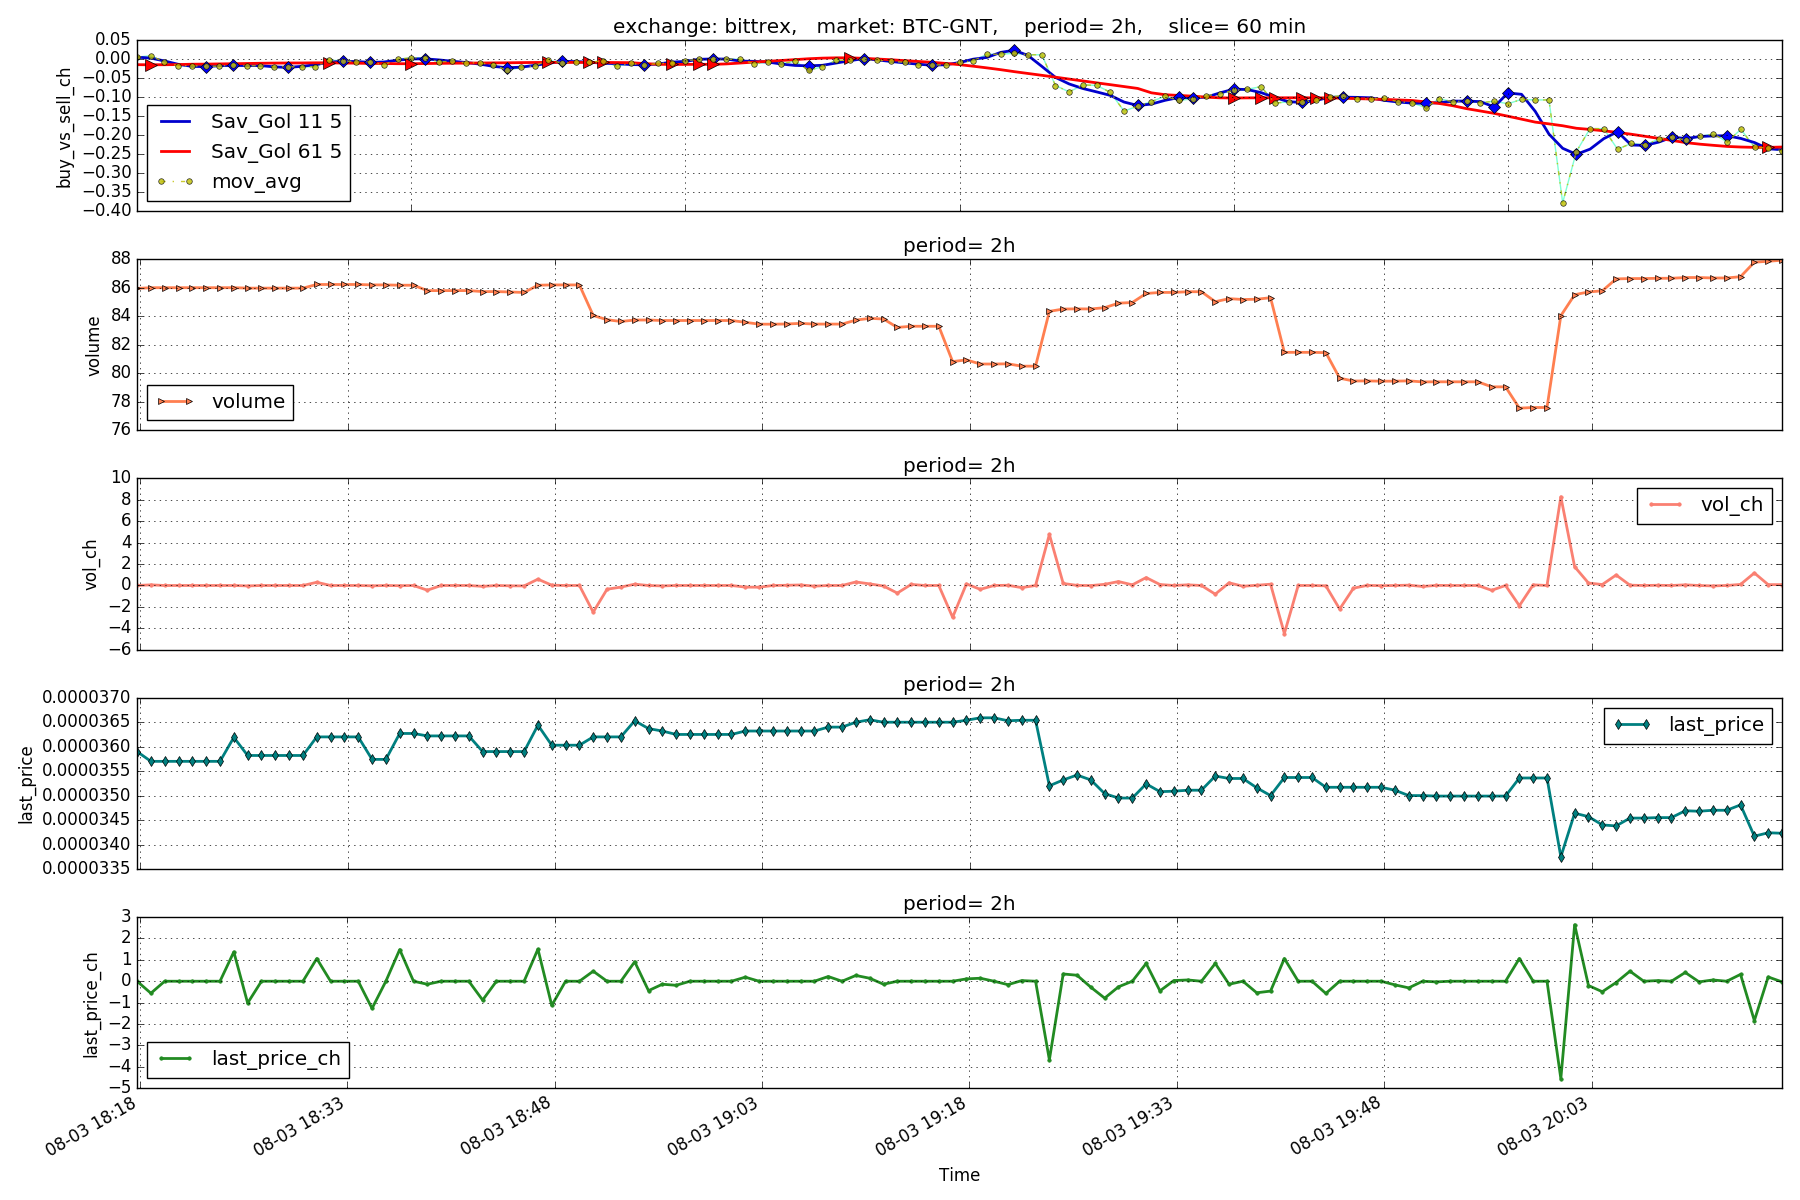 exchange: bittrex,   market: BTC-GNT,    period= 2h,    slice= 60 min
buy_vs_sell_ch
0.05
0.00
−0.05
−0.10
−0.15
−0.20
−0.25
−0.30
−0.35
−0.40
Sav_Gol 11 5
Sav_Gol 61 5
mov_avg
period= 2h
volume
88
86
84
82
80
78
76
volume
period= 2h
vol_ch
10
8
6
4
2
0
−2
−4
−6
vol_ch
period= 2h
last_price
0.0000370
0.0000365
0.0000360
0.0000355
0.0000350
0.0000345
0.0000340
0.0000335
last_price
period= 2h
last_price_ch
3
2
1
0
−1
−2
−3
−4
−5
last_price_ch
08-03 18:18
08-03 18:33
08-03 18:48
08-03 19:03
08-03 19:18
08-03 19:33
08-03 19:48
08-03 20:03
Time